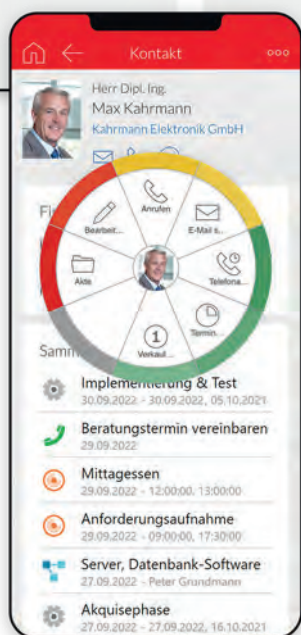 Kontakt
Herr Dipl. Ing.
Max Kahrmann
Kahrmann Elektronik GmbH
Anrufen
Bearbeit...
E-Mail s...
Akte
Telefona...
Termin...
1
Verkauf...
Samm
Implementierung & Test
30.09.2022 - 30.09.2022, 05.10.2021
Beratungstermin vereinbaren
29.09.2022
Mittagessen
29.09.2022 - 12:00:00, 13:00:00
Anforderungsaufnahme
29.09.2022 - 09:00:00, 17:30:00
Server, Datenbank-Software
27.09.2022 - Peter Grundmann
Akquisephase
27.09.2022 - 27.09.2022, 16.10.2021